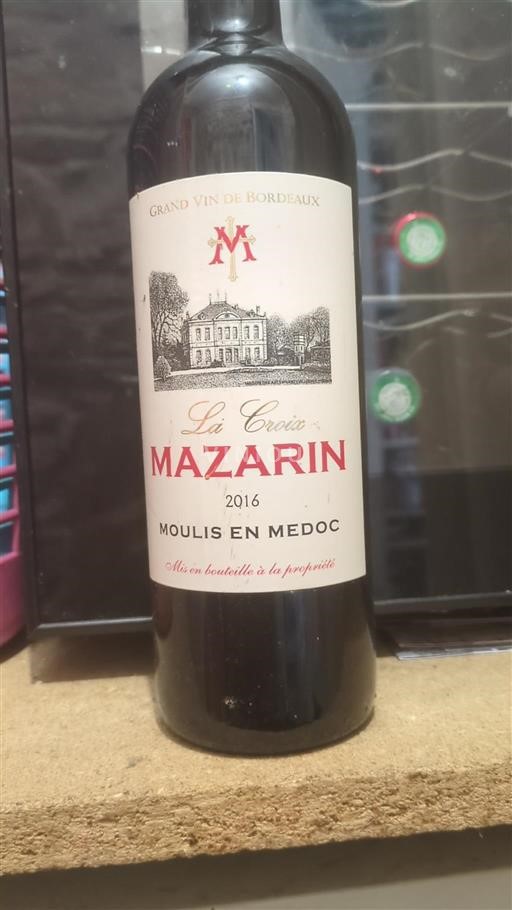 GRAND VIN DE BORDEAUX
M
La Croix
MAZARIN
2016
MOULIS EN MEDOC
Mis en bouteille à la propriété